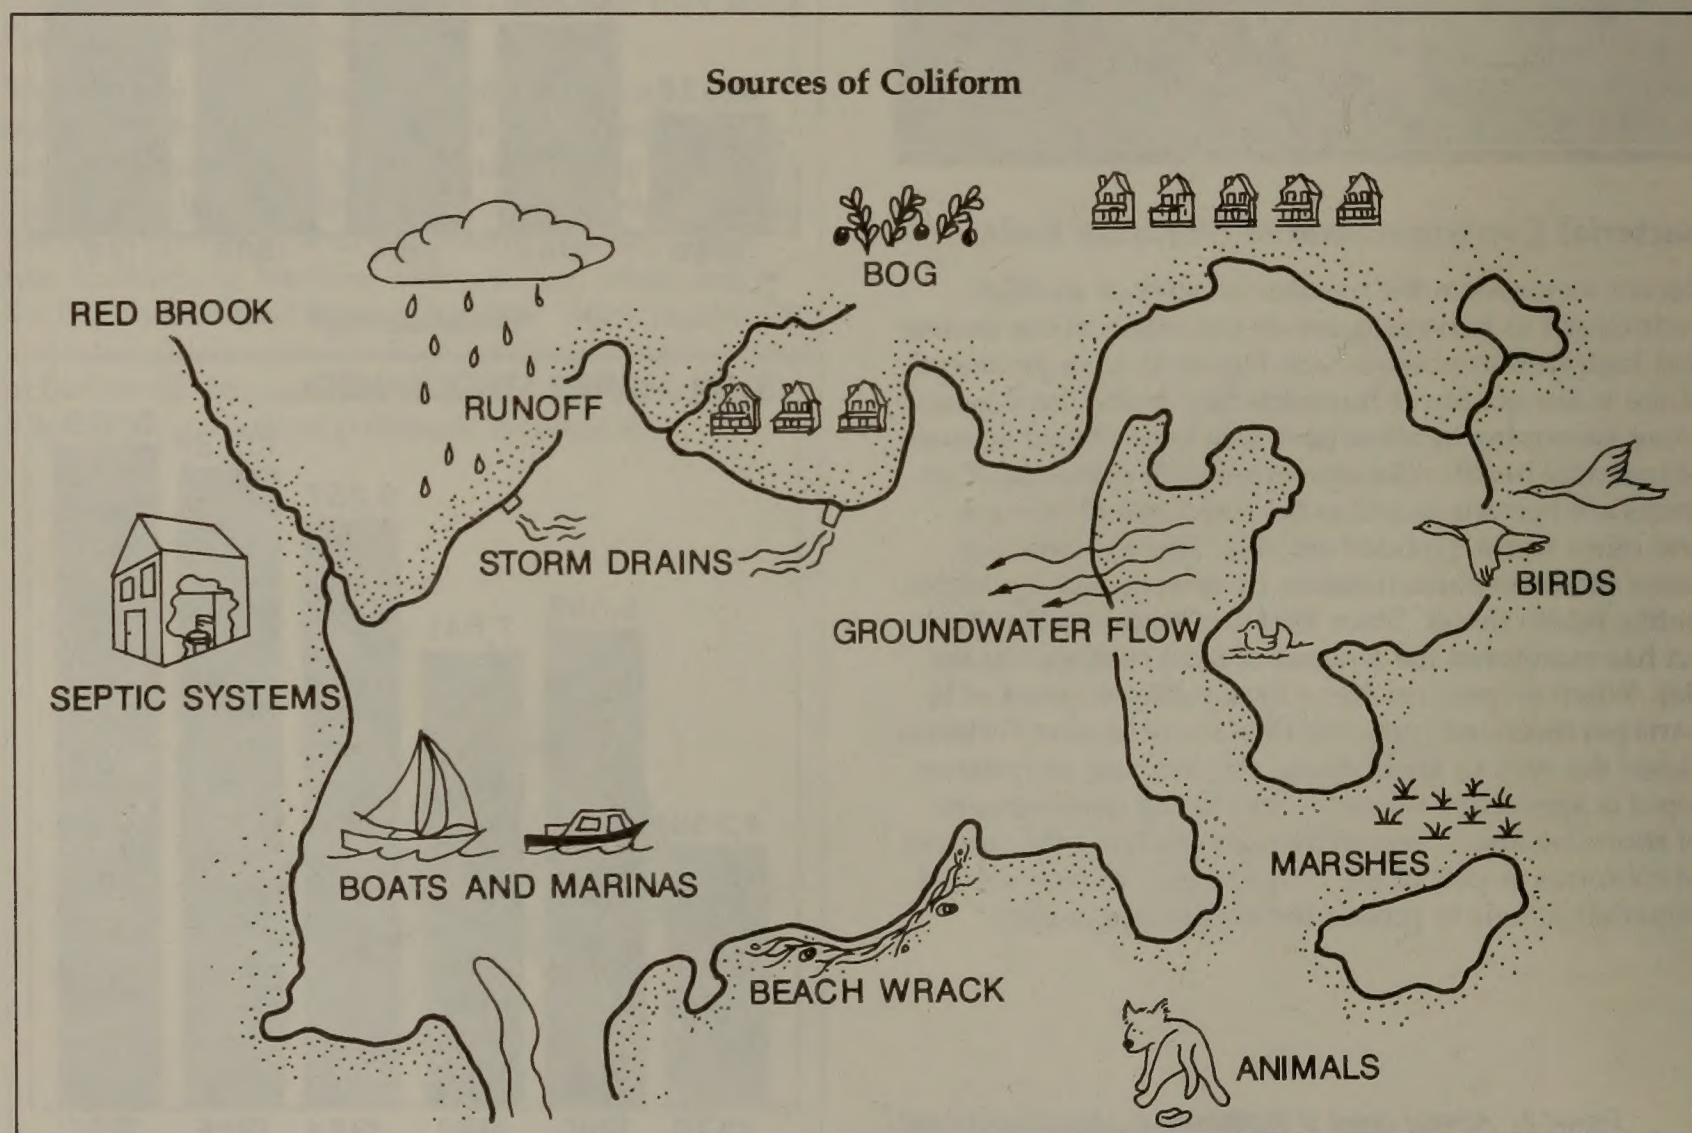 Sources of Coliform
BOG
RED BROOK
RUNOFF
STORM DRAINS
BIRDS
GROUNDWATER FLOW
SEPTIC SYSTEMS
MARSHES
BOATS AND MARINAS
BEACH WRACK
ANIMALS